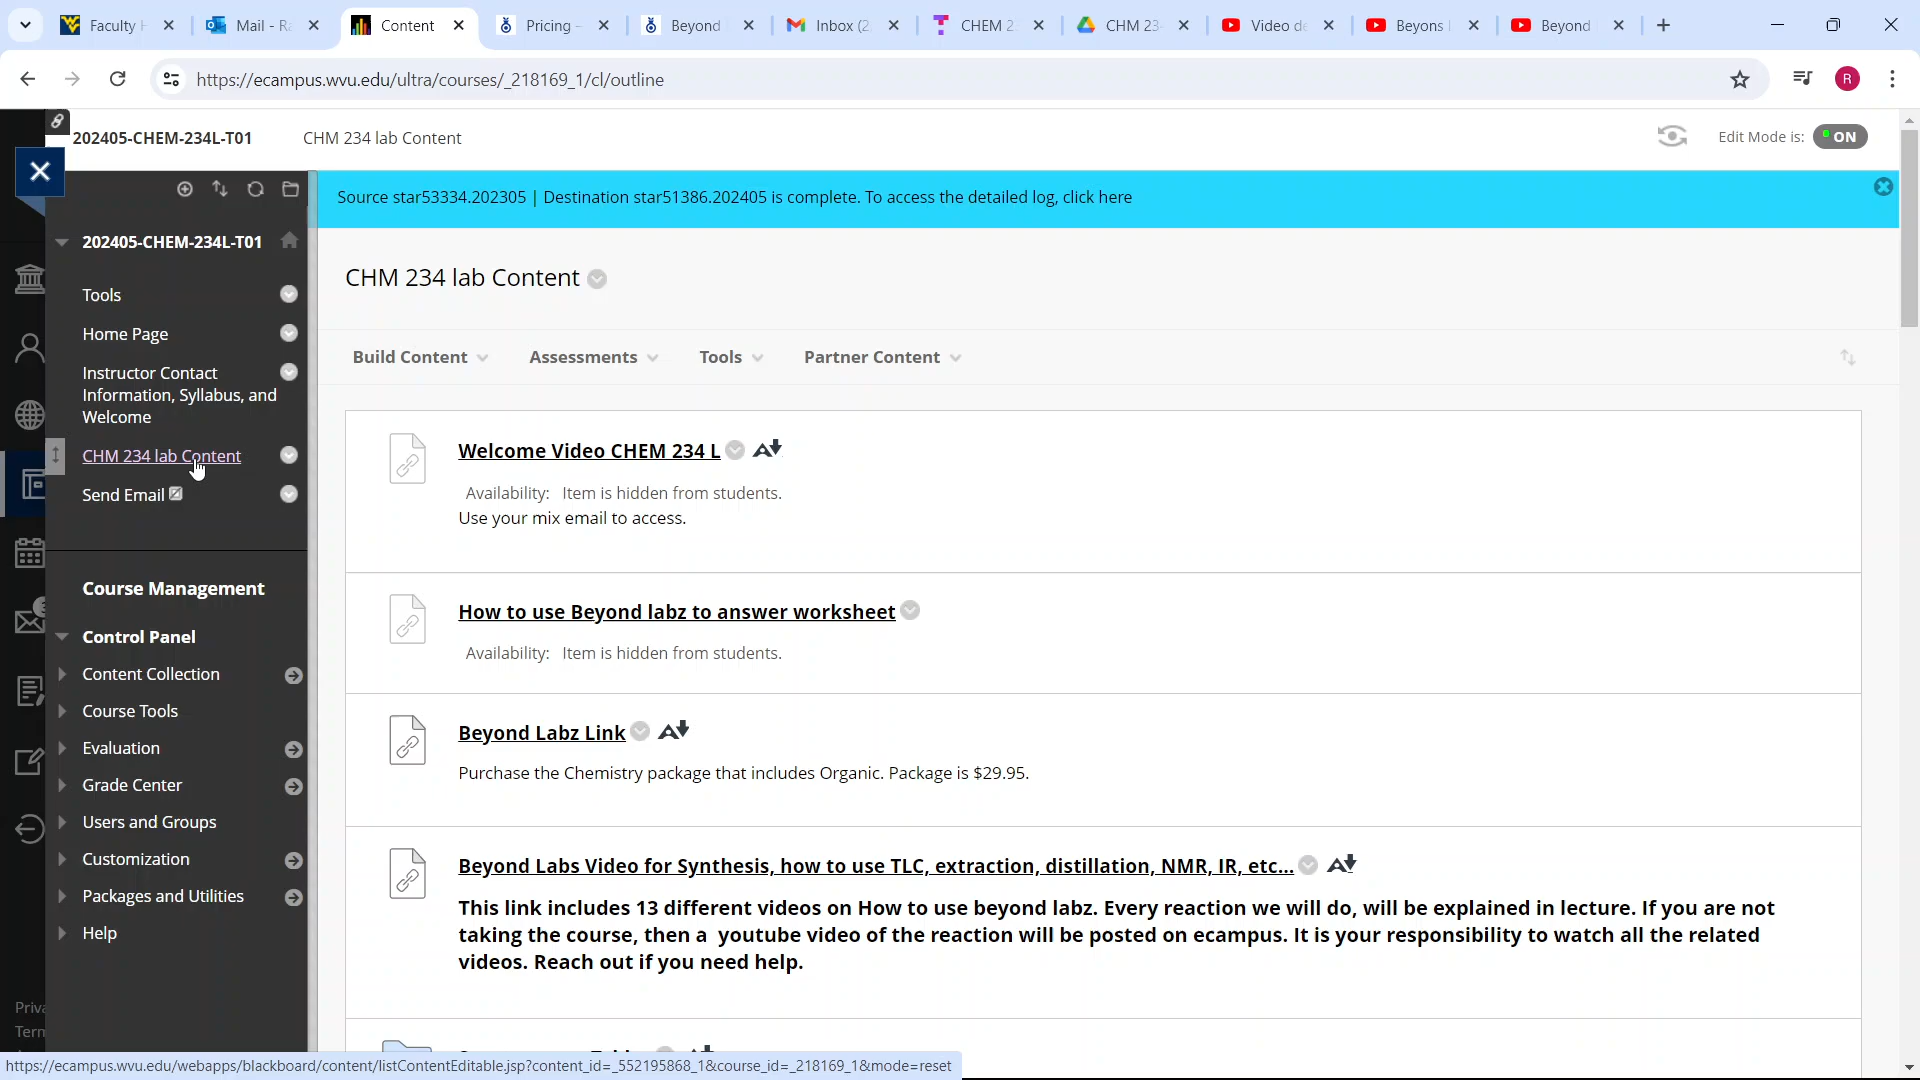 Faculty
Mail - Ra
Content
Pricing -
Beyond
Inbox (2
CHEM 2
CHM 23
Video de
Beyons
Beyond
https://ecampus.wvu.edu/ultra/courses/_218169_1/cl/outline
R
202405-CHEM-234L-T01
CHM 234 lab Content
Edit Mode is:
ON
Source star53334.202305 | Destination star51386.202405 is complete. To access the detailed log, click here
202405-CHEM-234L-T01
Tools
Home Page
Instructor Contact
Information, Syllabus, and
Welcome
CHM 234 lab Content
Send Email
Course Management
Control Panel
Content Collection
Course Tools
Evaluation
Grade Center
Users and Groups
Customization
Packages and Utilities
Help
CHM 234 lab Content
Build Content
Assessments
Tools
Partner Content
Welcome Video CHEM 234 L
Availability: Item is hidden from students.
Use your mix email to access.
How to use Beyond labz to answer worksheet
Availability: Item is hidden from students.
Beyond Labz Link
Purchase the Chemistry package that includes Organic. Package is $29.95.
Beyond Labs Video for Synthesis, how to use TLC, extraction, distillation, NMR, IR, etc...
This link includes 13 different videos on How to use beyond labz. Every reaction we will do, will be explained in lecture. If you are not
taking the course, then a youtube video of the reaction will be posted on ecampus. It is your responsibility to watch all the related
videos. Reach out if you need help.
Priva
Term
https://ecampus.wvu.edu/webapps/blackboard/content/listContentEditable.jsp?content_id=_552195868_1&course_id=_218169_1&mode=reset